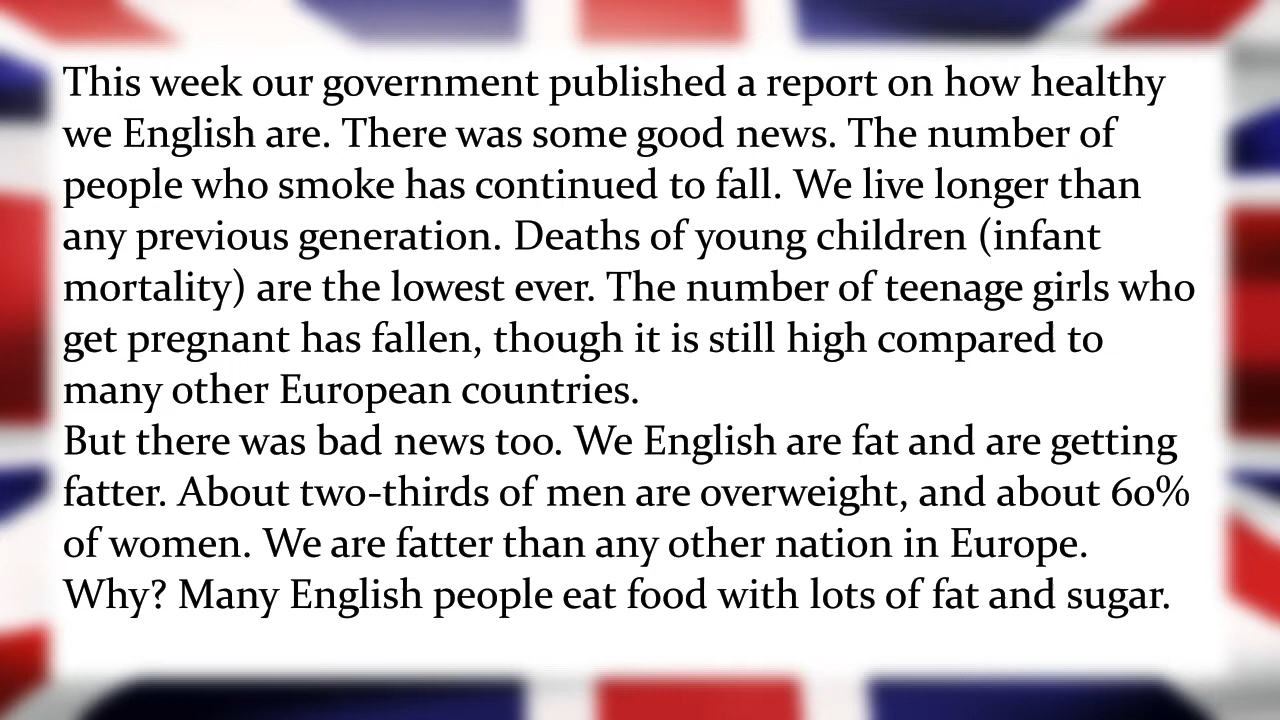 This week our government published a report on how healthy
we English are. There was some good news. The number of
people who smoke has continued to fall. We live longer than
any previous generation. Deaths of young children (infant
mortality) are the lowest ever. The number of teenage girls who
get pregnant has fallen, though it is still high compared to
many other European countries.
But there was bad news too. We English are fat and are getting
fatter. About two-thirds of men are overweight, and about 60%
of women. We are fatter than any other nation in Europe.
Why? Many English people eat food with lots of fat and sugar.